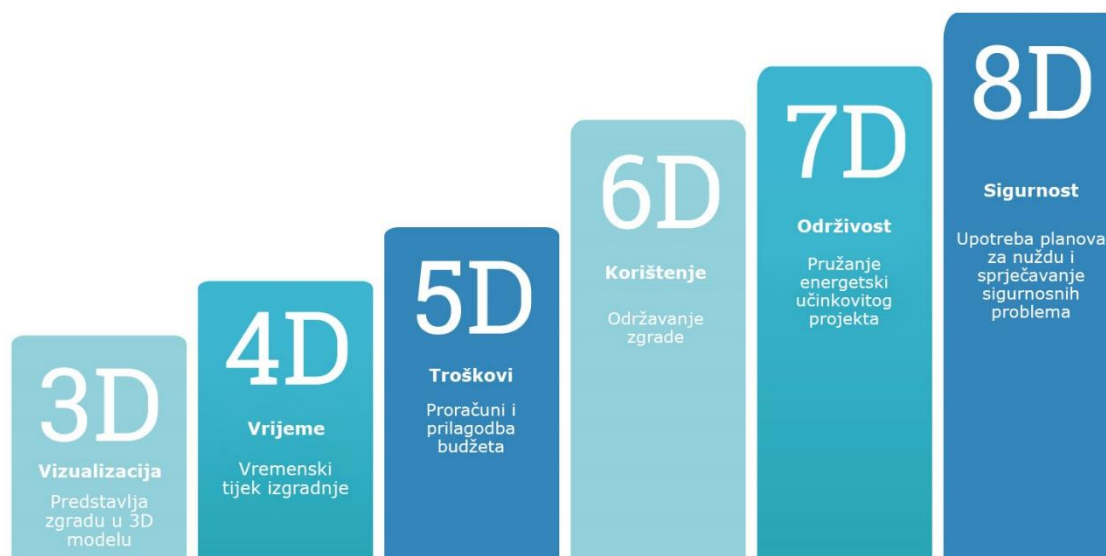 3D
Vizualizacija
Predstavlja
zgradu u 3D
modelu
4D
Vrijeme
Vremenski
tijek izgradnje
5D
Troškovi
Proračuni i
prilagodba
budžeta
6D
Korištenje
Održavanje
zgrade
7D
Održivost
Pružanje
energetski
učinkovitog
projekta
8D
Sigurnost
Upotreba planova
za nuždu i
sprječavanje
sigurnosnih
problema